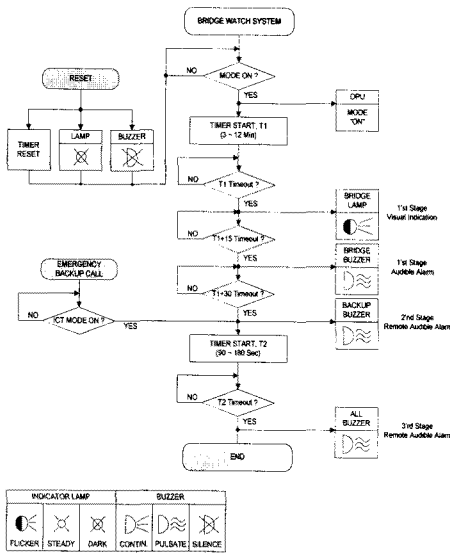 BRIDGE WATCH SYSTEM
RESET
TIMER RESET
LAMP
BUZZER
NO
MODE ON ?
YES
DPU
MODE
"ON"
TIMER START, T1
(3 ~ 12 Min)
T1 Timeout ?
NO
YES
BRIDGE
LAMP
1'st Stage
Visual Indication
T1+15 Timeout ?
NO
YES
BRIDGE
BUZZER
1'st Stage
Audible Alarm
EMERGENCY
BACKUP CALL
T1+30 Timeout ?
NO
YES
BACKUP
BUZZER
2'nd Stage
Remote Audible Alarm
ICT MODE ON ?
NO
YES
TIMER START, T2
(90 ~ 180 Sec)
T2 Timeout ?
NO
YES
ALL
BUZZER
3'rd Stage
Remote Audible Alarm
END
INDICATOR LAMP
BUZZER
FLICKER
STEADY
DARK
CONTIN.
PULSATE
SILENCE